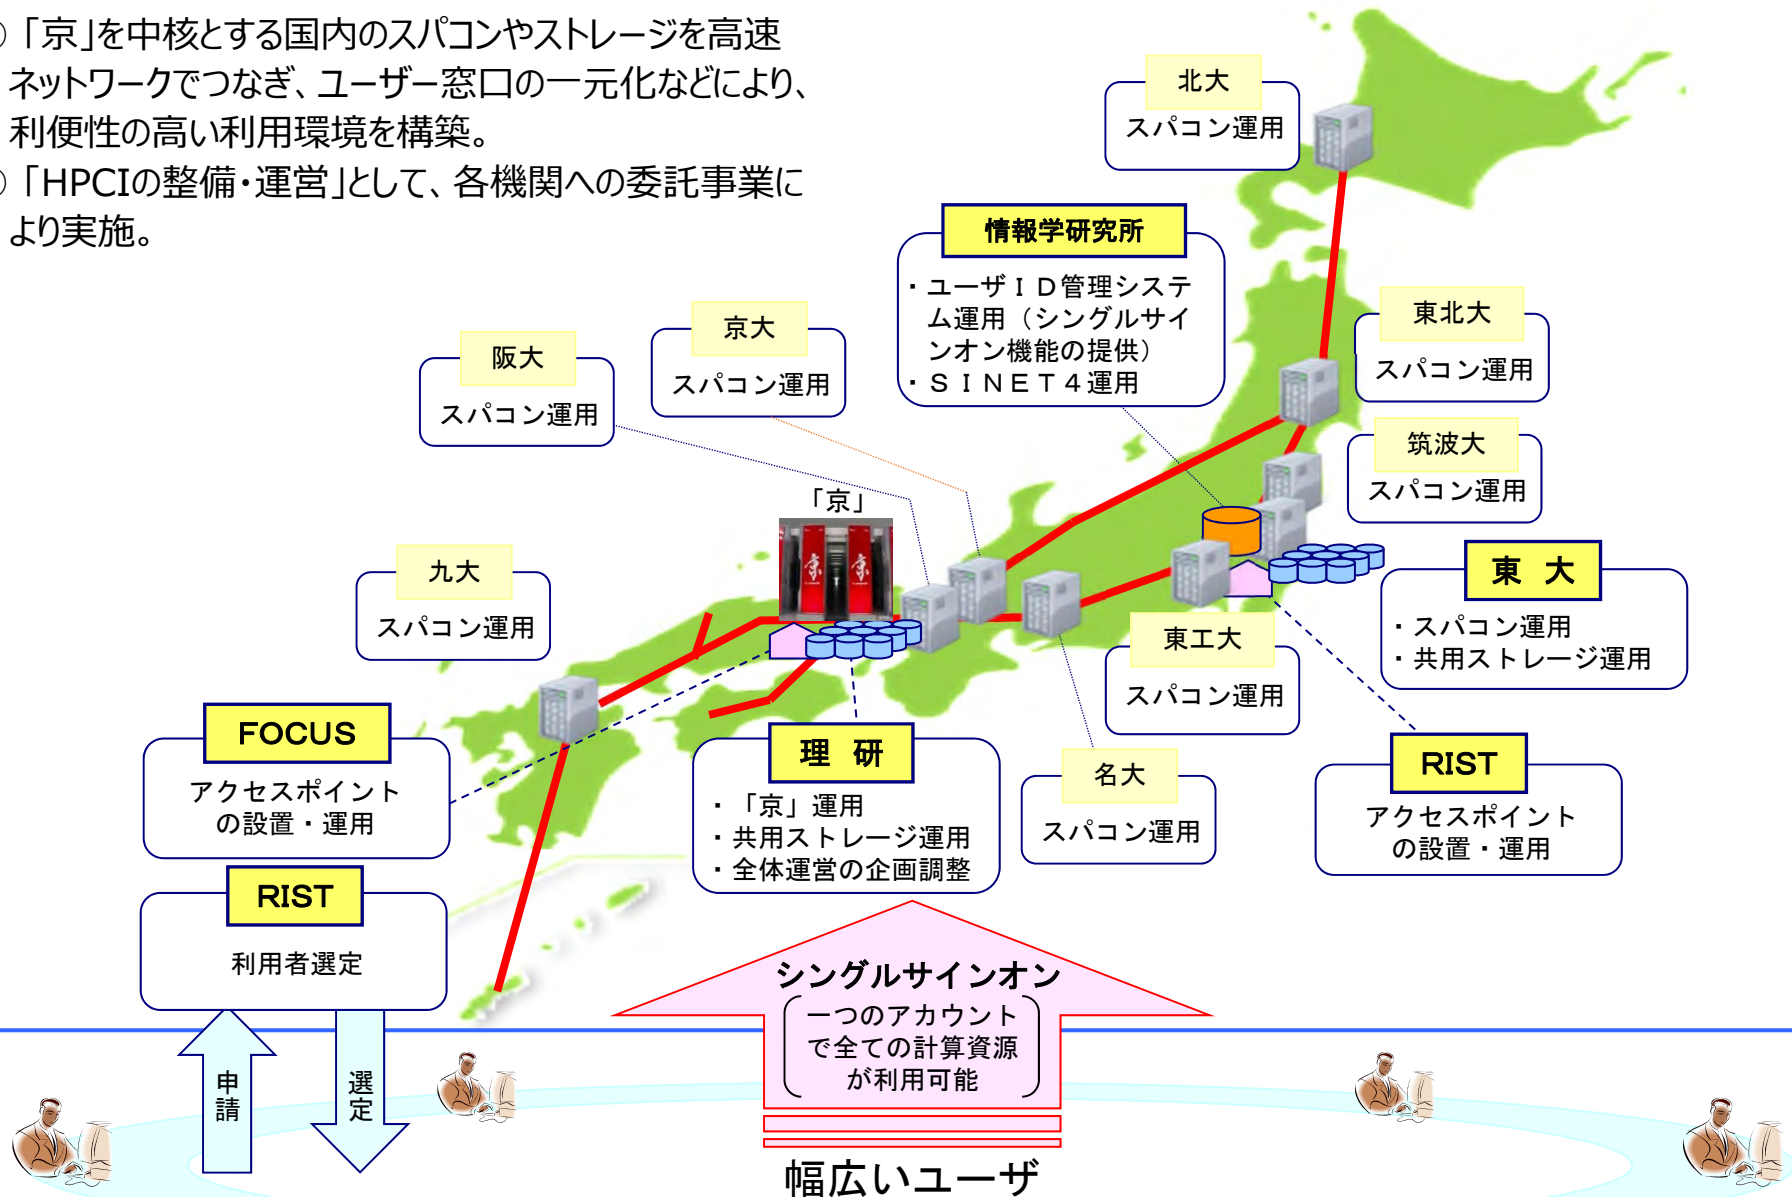 「京」を中核とする国内のスパコンやストレージを高速
ネットワークでつなぎ、ユーザー窓口の一元化などにより、
利便性の高い利用環境を構築。
「HPCIの整備・運営」として、各機関への委託事業に
より実施。
北大
スパコン運用
情報学研究所
・ユーザＩＤ管理システ
ム運用（シングルサイ
ンオン機能の提供）
・ＳＩＮＥＴ４運用
東北大
スパコン運用
京大
スパコン運用
阪大
スパコン運用
筑波大
スパコン運用
「京」
京
京
九大
スパコン運用
東 大
・スパコン運用
・共用ストレージ運用
東工大
スパコン運用
FOCUS
アクセスポイント
の設置・運用
理 研
・「京」運用
・共用ストレージ運用
・全体運営の企画調整
名大
スパコン運用
RIST
アクセスポイント
の設置・運用
RIST
利用者選定
シングルサインオン
一つのアカウント
で全ての計算資源
が利用可能
申請
選定
幅広いユーザ